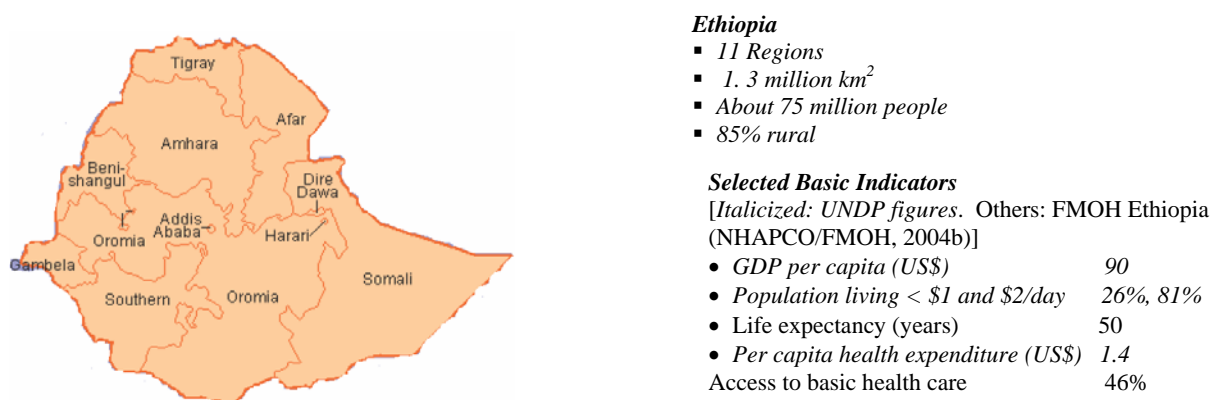 Tigray
Afar
Amhara
Beni-
shangul
Dire
Dawa
Addis
Ababa
Oromia
Harari
Gambela
Somali
Southern
Oromia
Ethiopia
▪ 11 Regions
▪ 1. 3 million km²
▪ About 75 million people
▪ 85% rural
Selected Basic Indicators
[Italicized: UNDP figures. Others: FMOH Ethiopia
(NHAPCO/FMOH, 2004b)]
• GDP per capita (US$) 90
• Population living < $1 and $2/day 26%, 81%
• Life expectancy (years) 50
• Per capita health expenditure (US$) 1.4
Access to basic health care 46%